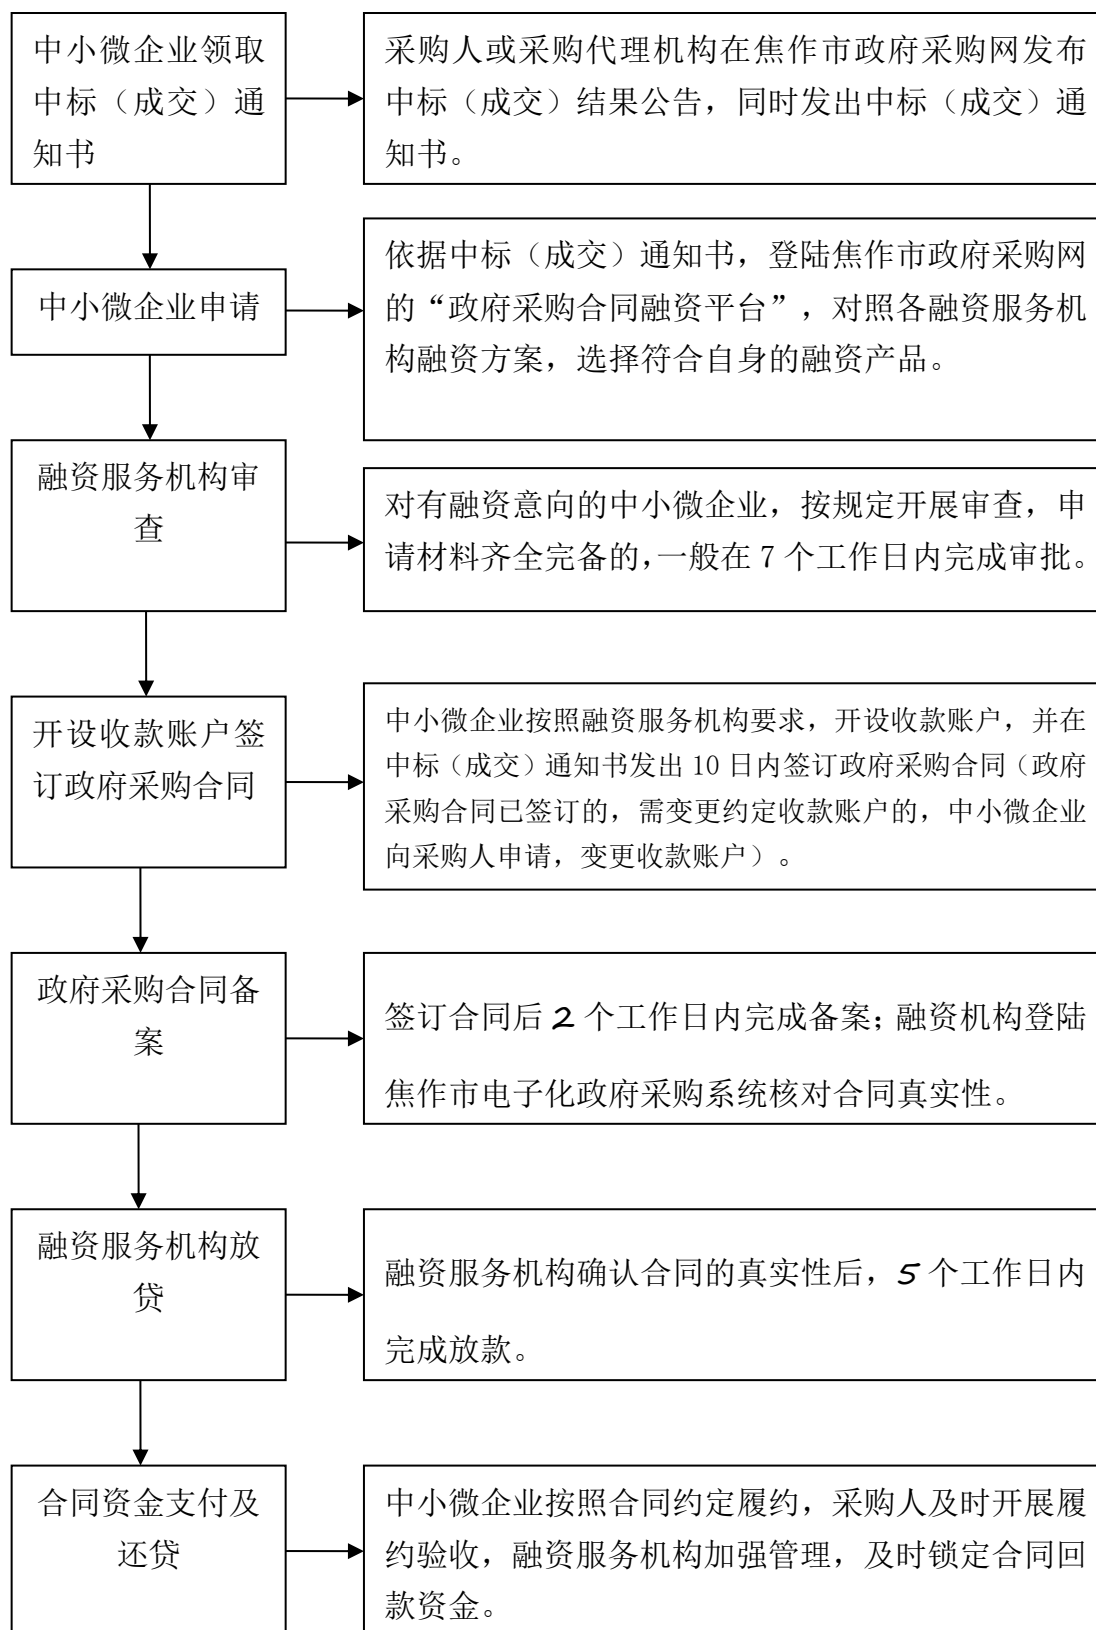 中小微企业领取
中标（成交）通
知书
采购人或采购代理机构在焦作市政府采购网发布
中标（成交）结果公告，同时发出中标（成交）通
知书。
中小微企业申请
依据中标（成交）通知书，登陆焦作市政府采购网
的“政府采购合同融资平台”，对照各融资服务机
构融资方案，选择符合自身的融资产品。
融资服务机构审
查
对有融资意向的中小微企业，按规定开展审查，申
请材料齐全完备的，一般在 7 个工作日内完成审批。
开设收款账户签
订政府采购合同
中小微企业按照融资服务机构要求，开设收款账户，并在
中标（成交）通知书发出 10 日内签订政府采购合同（政府
采购合同已签订的，需变更约定收款账户的，中小微企业
向采购人申请，变更收款账户）。
政府采购合同备
案
签订合同后 2 个工作日内完成备案；融资机构登陆
焦作市电子化政府采购系统核对合同真实性。
融资服务机构放
贷
融资服务机构确认合同的真实性后，5 个工作日内
完成放款。
合同资金支付及
还贷
中小微企业按照合同约定履约，采购人及时开展履
约验收，融资服务机构加强管理，及时锁定合同回
款资金。